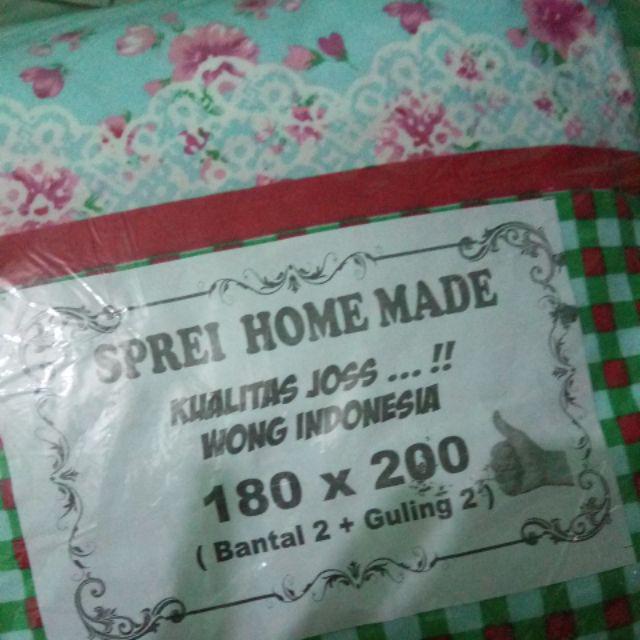 SPREI HOME MADE
KUALITAS JOSS ... !!
WONG INDONESIA
180 x 200
( Bantal 2 + Guling 2 )